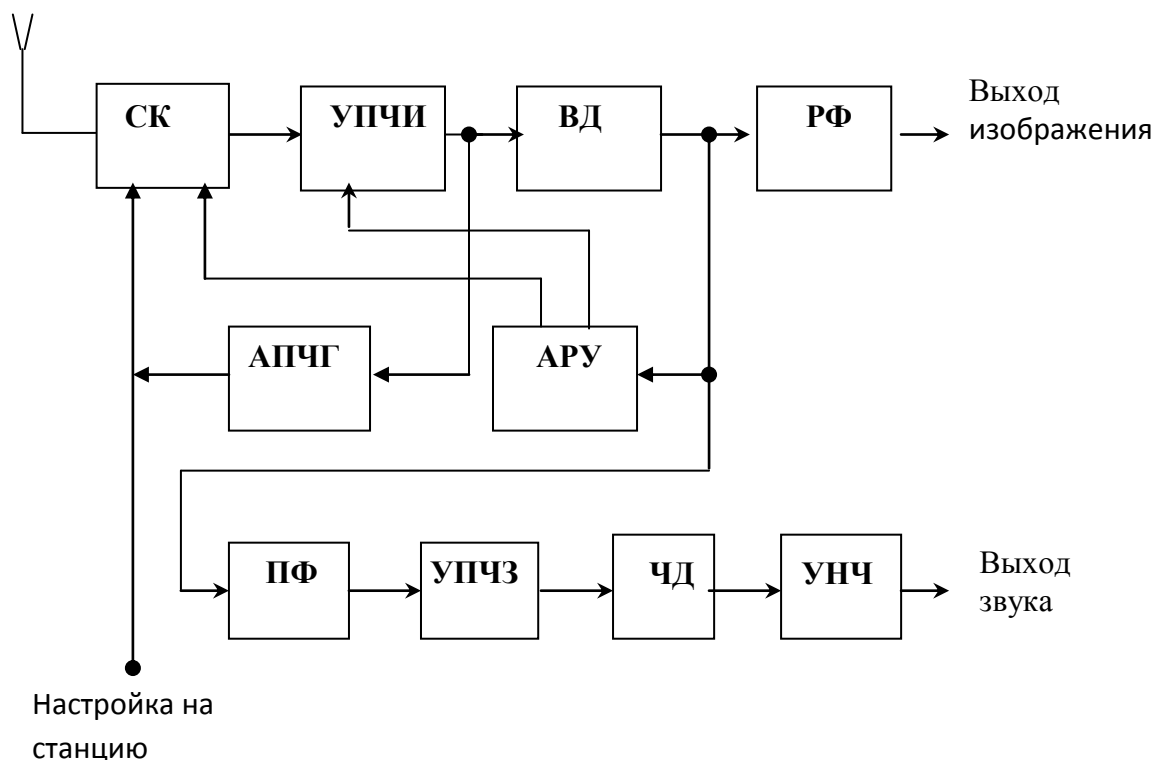 СК
УПЧИ
ВД
РФ
Выход
изображения
АПЧГ
АРУ
ПФ
УПЧЗ
ЧД
УНЧ
Выход
звука
Настройка на
станцию